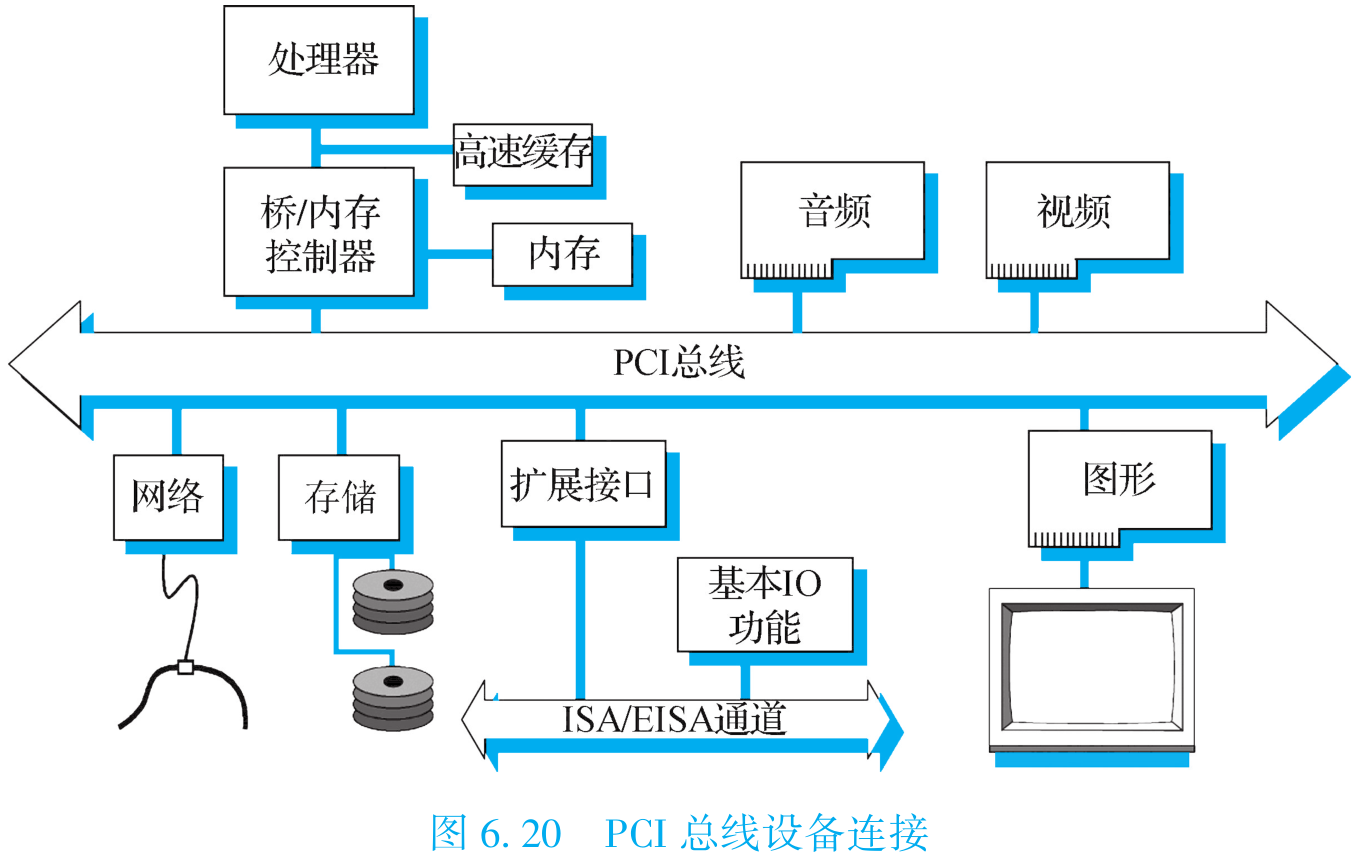 处理器
高速缓存
桥/内存
控制器
内存
音频
视频
PCI总线
网络
存储
扩展接口
图形
基本IO
功能
ISA/EISA通道
图 6.20 PCI 总线设备连接